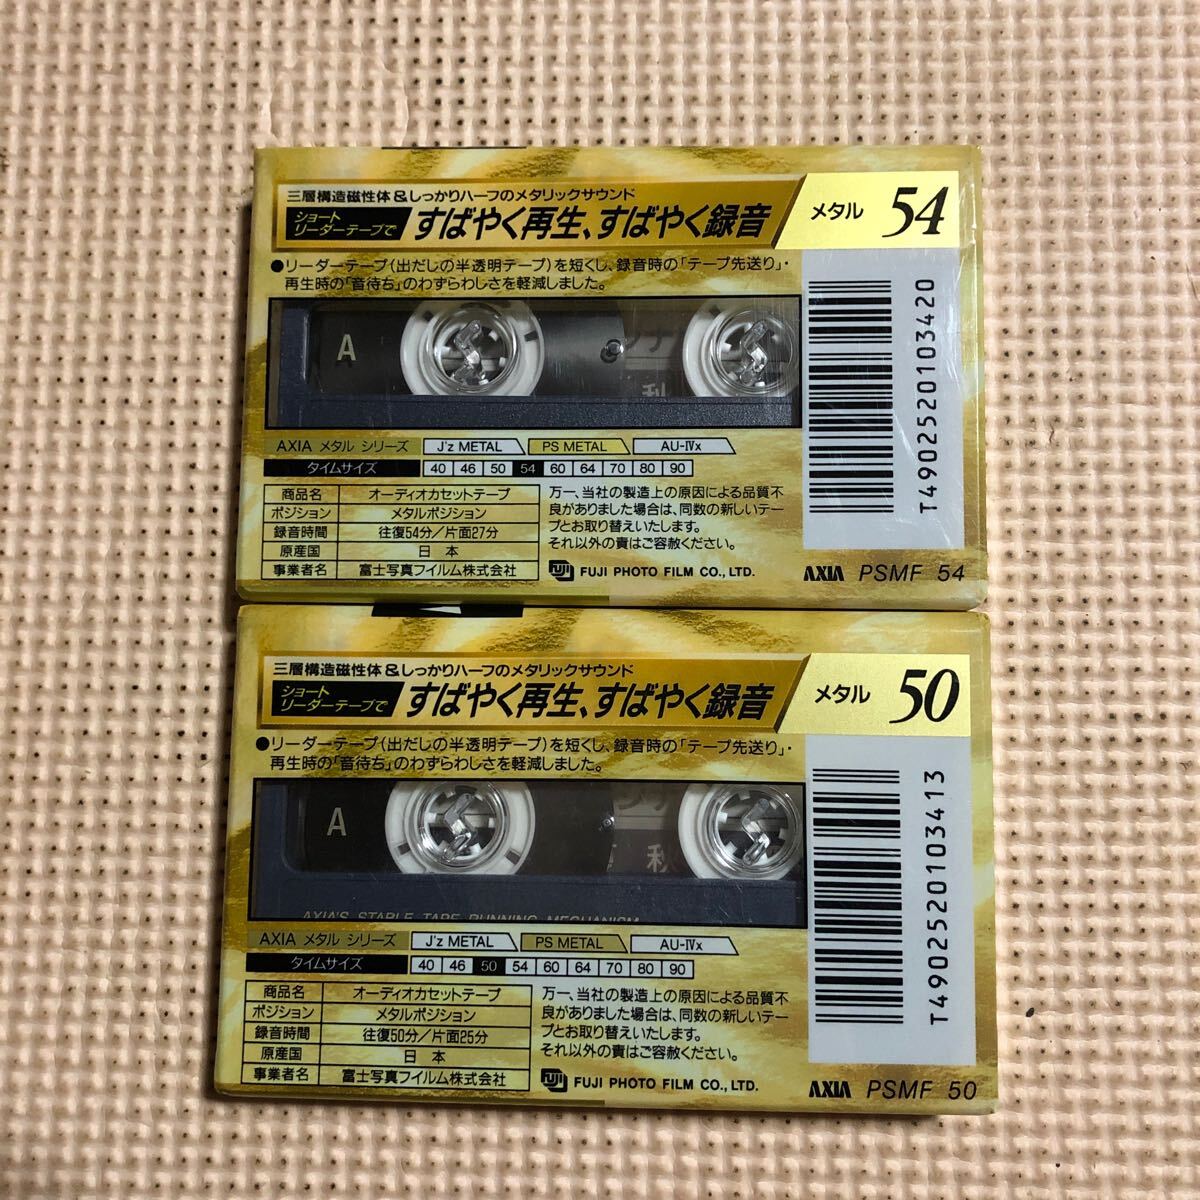 三層構造磁性体&しっかりハーフのメタリックサウンド
ショート
リーダーテープで
すばやく再生、すばやく録音
メタル 54
●リーダーテープ(出だしの半透明テープ)を短くし、録音時の「テープ先送り」・
再生時の「音待ち」のわずらわしさを軽減しました。
A
AXIA メタル シリーズ J'z METAL PS METAL AU-IVx
タイムサイズ 40 46 50 54 60 64 70 80 90
商品名 オーディオカセットテープ
ポジション メタルポジション
録音時間 往復54分/片面27分
原産国 日本
事業者名 富士写真フイルム株式会社
万一、当社の製造上の原因による品質不
良がありました場合は、同数の新しいテー
プとお取り替えいたします。
それ以外の責はご容赦ください。
FUJI FUJI PHOTO FILM CO., LTD.
T4902520103420
AXIA PSMF 54
三層構造磁性体&しっかりハーフのメタリックサウンド
ショート
リーダーテープで
すばやく再生、すばやく録音
メタル 50
●リーダーテープ(出だしの半透明テープ)を短くし、録音時の「テープ先送り」・
再生時の「音待ち」のわずらわしさを軽減しました。
A
秋
AXIA'S STABLE TAPE RUNNING MECHANISM
AXIA メタル シリーズ J'z METAL PS METAL AU-IVx
タイムサイズ 40 46 50 54 60 64 70 80 90
商品名 オーディオカセットテープ
ポジション メタルポジション
録音時間 往復50分/片面25分
原産国 日本
事業者名 富士写真フイルム株式会社
万一、当社の製造上の原因による品質不
良がありました場合は、同数の新しいテー
プとお取り替えいたします。
それ以外の責はご容赦ください。
FUJI FUJI PHOTO FILM CO., LTD.
T4902520103413
AXIA PSMF 50